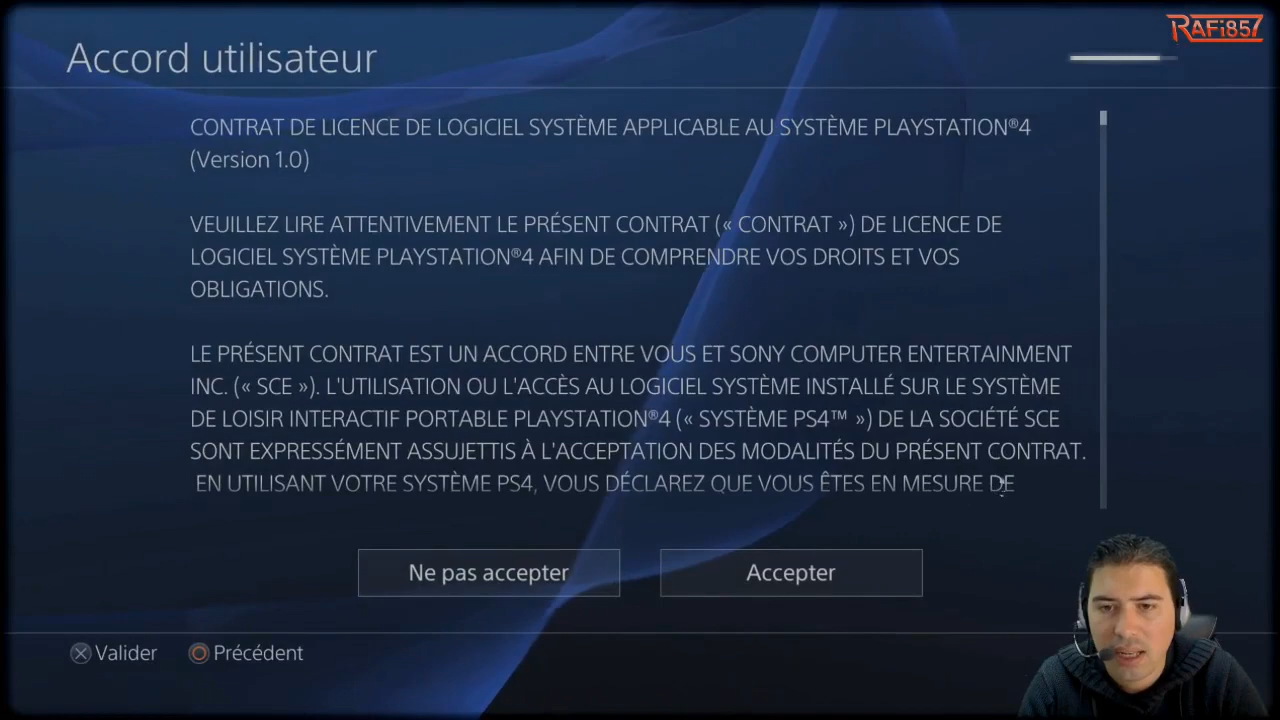 RAFi857
Accord utilisateur
CONTRAT DE LICENCE DE LOGICIEL SYSTÈME APPLICABLE AU SYSTÈME PLAYSTATION®4
(Version 1.0)
VEUILLEZ LIRE ATTENTIVEMENT LE PRÉSENT CONTRAT (« CONTRAT ») DE LICENCE DE
LOGICIEL SYSTÈME PLAYSTATION®4 AFIN DE COMPRENDRE VOS DROITS ET VOS
OBLIGATIONS.
LE PRÉSENT CONTRAT EST UN ACCORD ENTRE VOUS ET SONY COMPUTER ENTERTAINMENT
INC. (« SCE »). L'UTILISATION OU L'ACCÈS AU LOGICIEL SYSTÈME INSTALLÉ SUR LE SYSTÈME
DE LOISIR INTERACTIF PORTABLE PLAYSTATION®4 (« SYSTÈME PS4™ ») DE LA SOCIÉTÉ SCE
SONT EXPRESSÉMENT ASSUJETTIS À L'ACCEPTATION DES MODALITÉS DU PRÉSENT CONTRAT.
EN UTILISANT VOTRE SYSTÈME PS4, VOUS DÉCLAREZ QUE VOUS ÊTES EN MESURE DE
Ne pas accepter
Accepter
Valider
Précédent